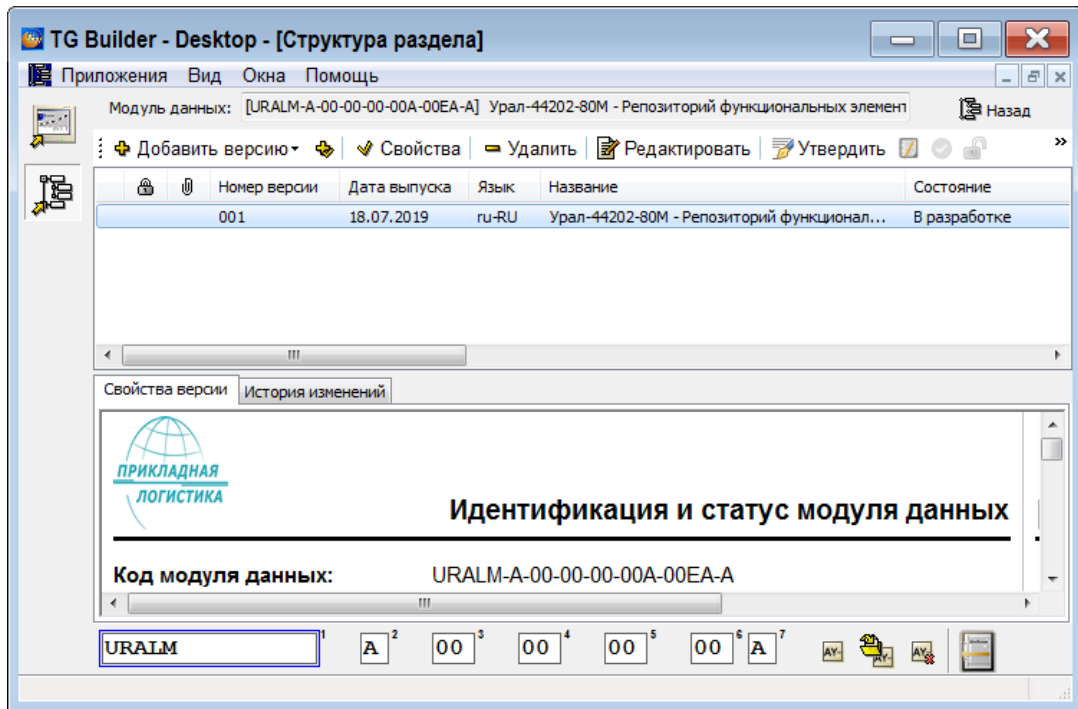 TG Builder - Desktop - [Структура раздела]
Приложения Вид Окна Помощь
Модуль данных: [URALM-A-00-00-00-00A-00EA-A] Урал-44202-80М - Репозиторий функциональных элемент Назад
Добавить версию Свойства Удалить Редактировать Утвердить »
Номер версии Дата выпуска Язык Название Состояние
001 18.07.2019 ru-RU Урал-44202-80М - Репозиторий функционал... В разработке
Свойства версии История изменений
ПРИКЛАДНАЯ
ЛОГИСТИКА
Идентификация и статус модуля данных
Код модуля данных: URALM-A-00-00-00-00A-00EA-A
URALM 1 A 2 00 3 00 4 00 5 00 6 A 7 AY- AY- AY-